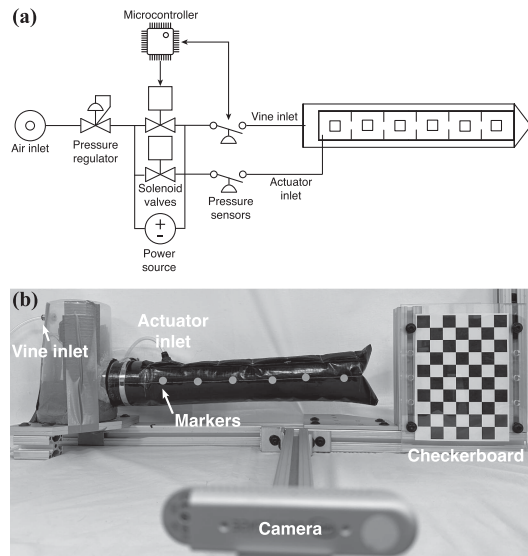 (a)
Microcontroller
Air inlet
Pressure
regulator
Solenoid
valves
Power
source
Pressure
sensors
Vine inlet
Actuator
inlet
(b)
Vine inlet
Actuator
inlet
Markers
Checkerboard
Camera